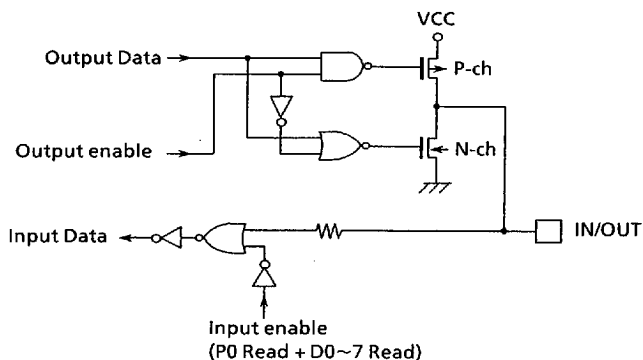 VCC
Output Data
P-ch
Output enable
N-ch
Input Data
IN/OUT
Input enable
(P0 Read + D0~7 Read)